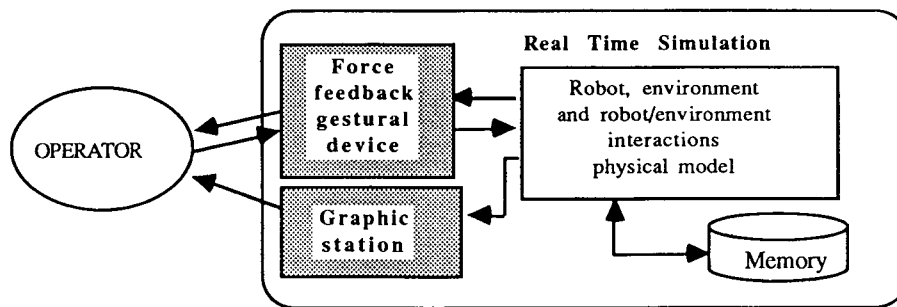 Real Time Simulation
Force
feedback
gestural
device
Robot, environment
and robot/environment
interactions
physical model
OPERATOR
Graphic
station
Memory